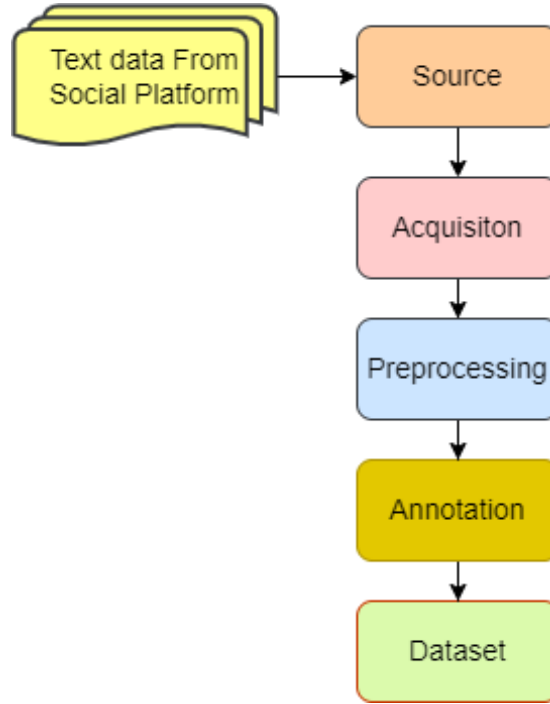 Text data From
Social Platform
Source
Acquisiton
Preprocessing
Annotation
Dataset